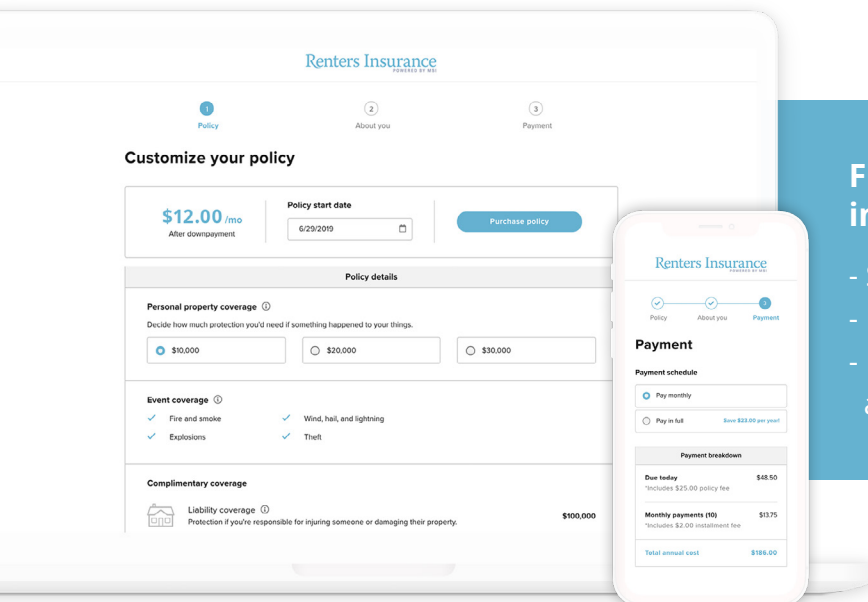 Renters Insurance
POWERED BY MSI
1
2
3
Policy
About you
Payment
Customize your policy
$12.00 /mo
After downpayment
Policy start date
6/29/2019
Purchase policy
Policy details
Personal property coverage
Decide how much protection you'd need if something happened to your things.
$10,000
$20,000
$30,000
Event coverage
Fire and smoke
Wind, hail, and lightning
Explosions
Theft
Complimentary coverage
Liability coverage
Protection if you're responsible for injuring someone or damaging their property.
$100,000
Renters Insurance
POWERED BY MSI
3
Policy
About you
Payment
Payment
Payment schedule
Pay monthly
Pay in full
Save $23.00 per year!
Payment breakdown
Due today
$48.50
*Includes $25.00 policy fee
Monthly payments (10)
$13.75
*Includes $2.00 installment fee
Total annual cost
$186.00